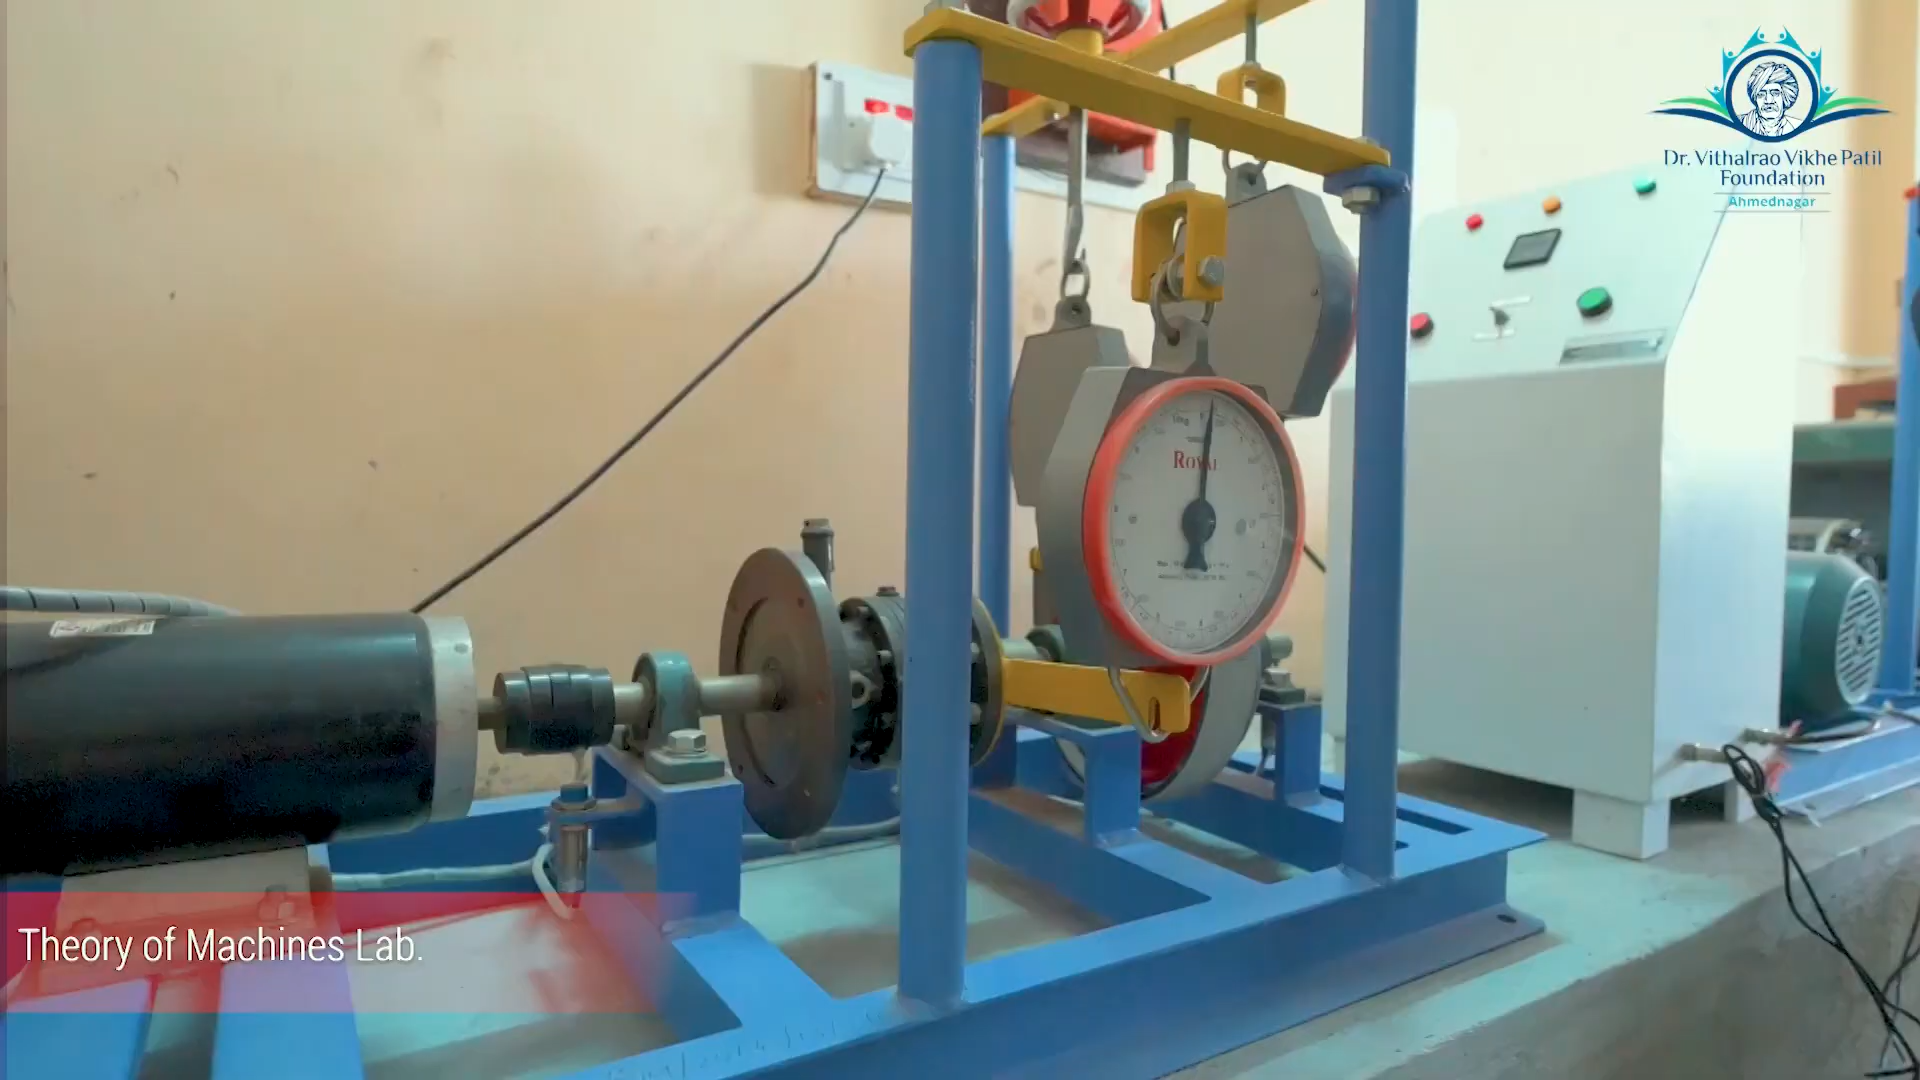 Dr. Vithalrao Vikhe Patil
Foundation
Ahmednagar
ROYAL
Theory of Machines Lab.